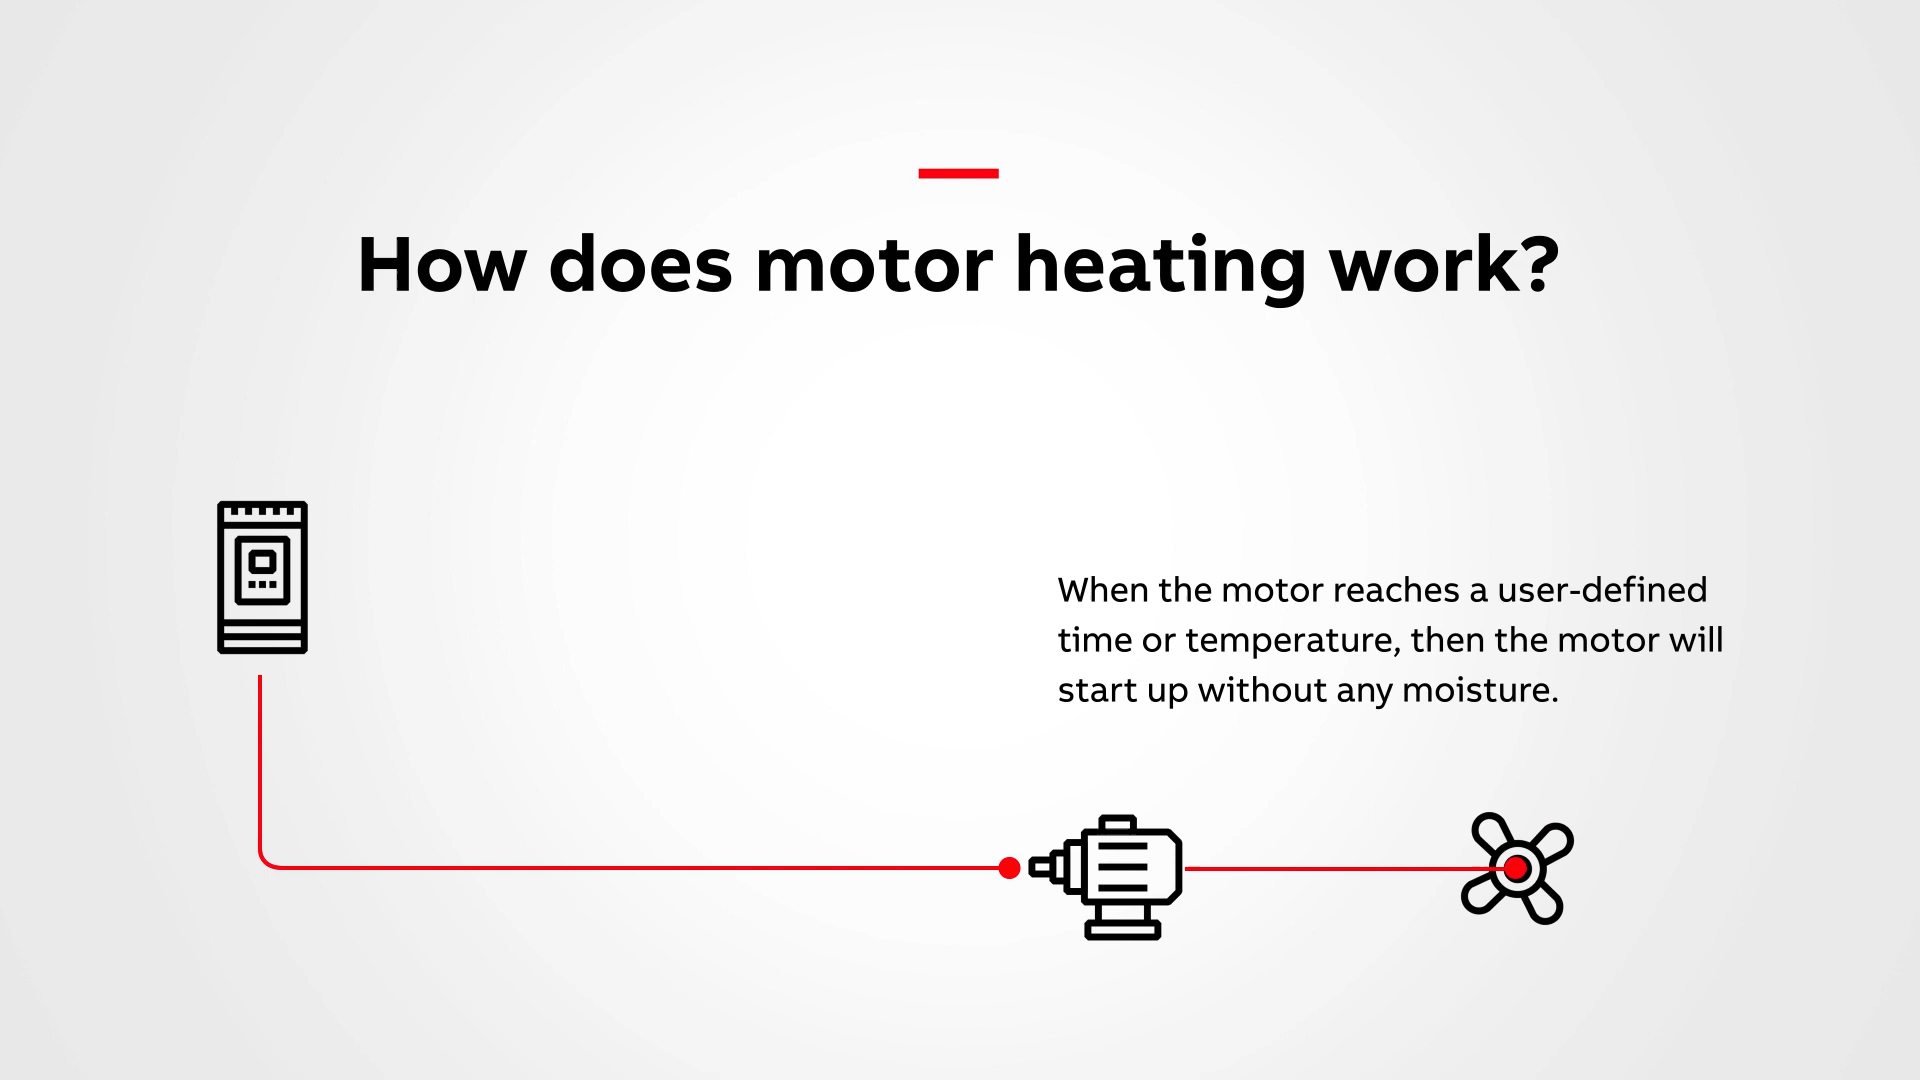 How does motor heating work?
When the motor reaches a user-defined
time or temperature, then the motor will
start up without any moisture.